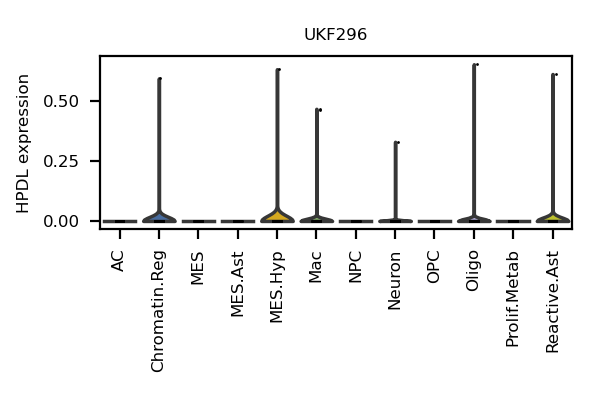 UKF296
HPDL expression
0.50
0.25
0.00
AC
Chromatin.Reg
MES
MES.Ast
MES.Hyp
Mac
NPC
Neuron
OPC
Oligo
Prolif.Metab
Reactive.Ast